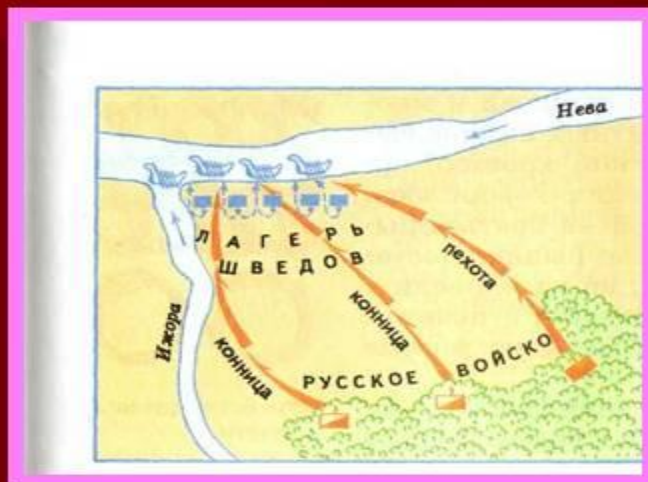 Нева
ЛАГЕРЬ
ШВЕДОВ
пехота
конница
Ижора
конница
РУССКОЕ ВОЙСКО